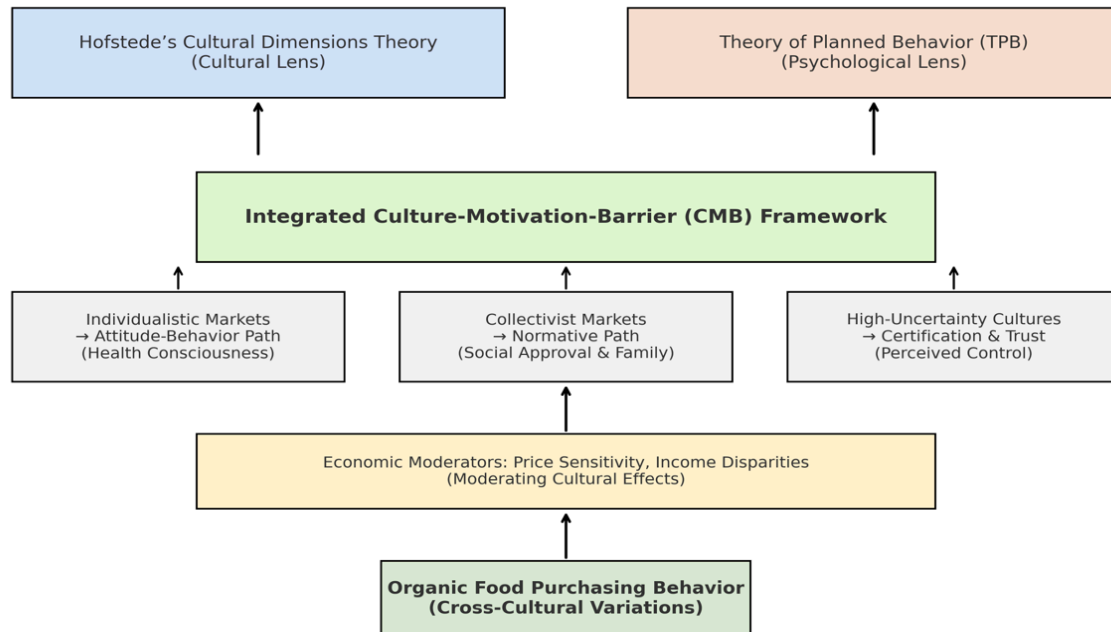 Hofstede’s Cultural Dimensions Theory
(Cultural Lens)
Theory of Planned Behavior (TPB)
(Psychological Lens)
Integrated Culture-Motivation-Barrier (CMB) Framework
Individualistic Markets
→ Attitude-Behavior Path
(Health Consciousness)
Collectivist Markets
→ Normative Path
(Social Approval & Family)
High-Uncertainty Cultures
→ Certification & Trust
(Perceived Control)
Economic Moderators: Price Sensitivity, Income Disparities
(Moderating Cultural Effects)
Organic Food Purchasing Behavior
(Cross-Cultural Variations)